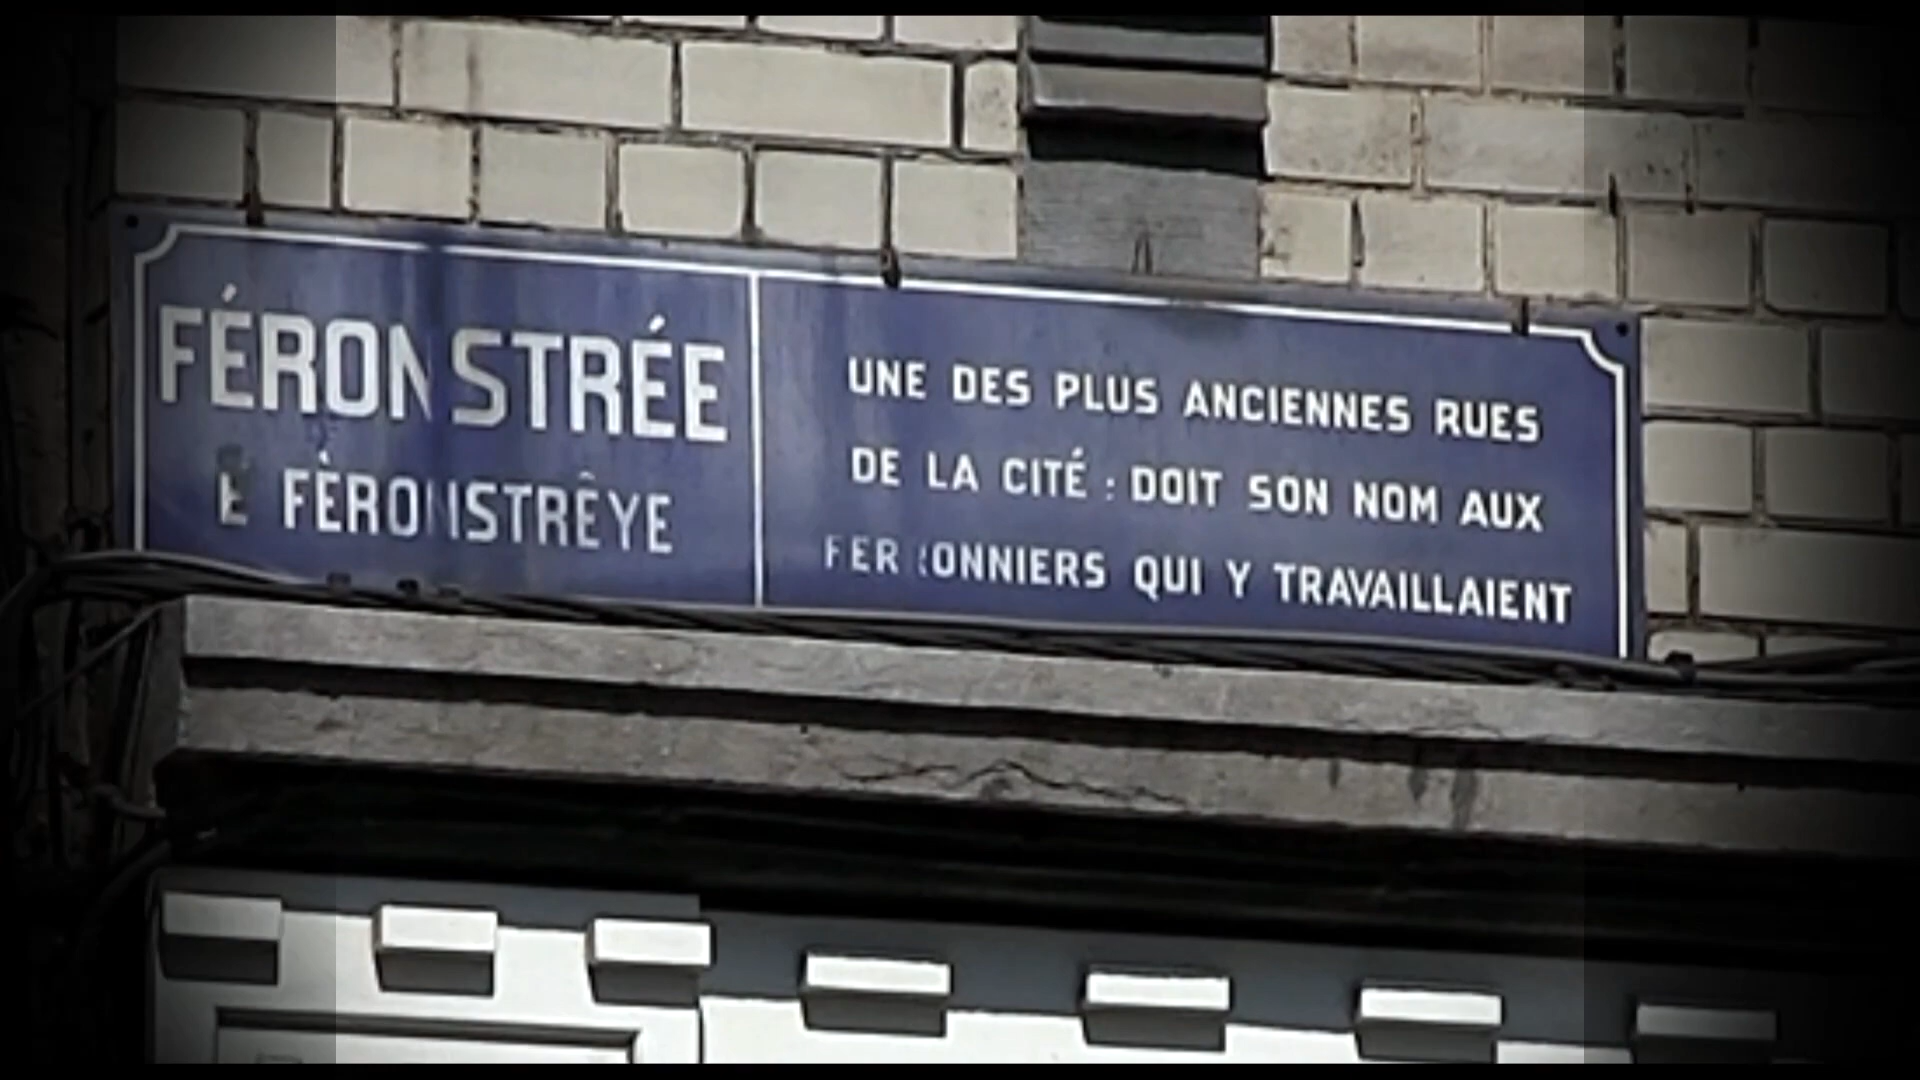 FÉRONSTRÉE
E FÈRONSTRÊYE
UNE DES PLUS ANCIENNES RUES
DE LA CITÉ : DOIT SON NOM AUX
FERRONNIERS QUI Y TRAVAILLAIENT